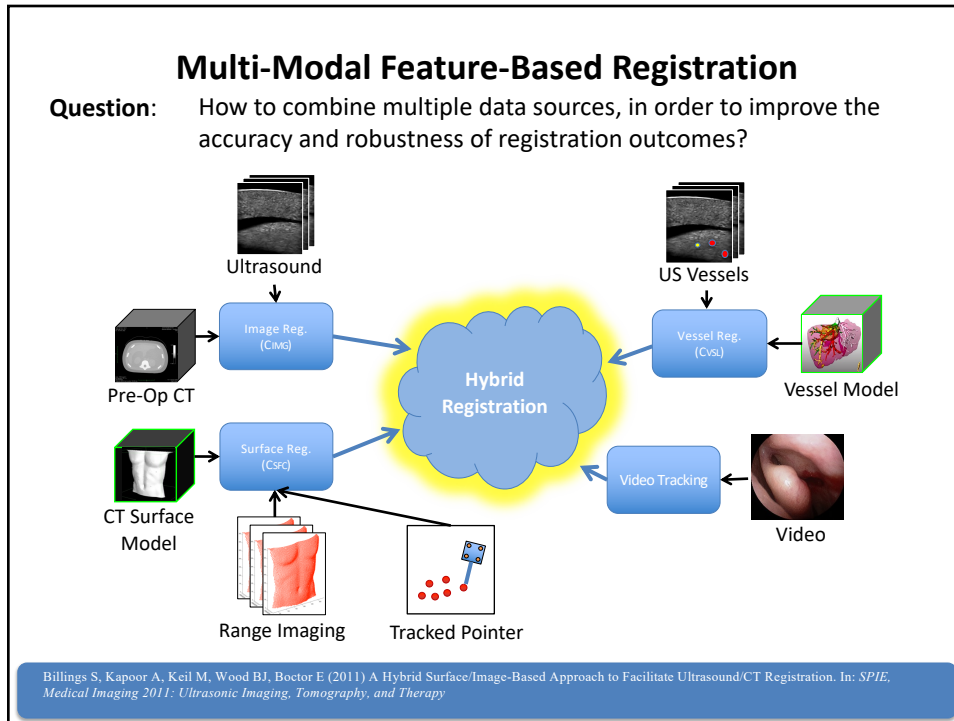 Multi-Modal Feature-Based Registration
Question: How to combine multiple data sources, in order to improve the
accuracy and robustness of registration outcomes?
Ultrasound
US Vessels
Image Reg.
(CIMG)
Vessel Reg.
(CVSL)
Pre-Op CT
Hybrid
Registration
Vessel Model
Surface Reg.
(CSFC)
Video Tracking
CT Surface
Model
Video
Range Imaging
Tracked Pointer
Billings S, Kapoor A, Keil M, Wood BJ, Boctor E (2011) A Hybrid Surface/Image-Based Approach to Facilitate Ultrasound/CT Registration. In: SPIE,
Medical Imaging 2011: Ultrasonic Imaging, Tomography, and Therapy